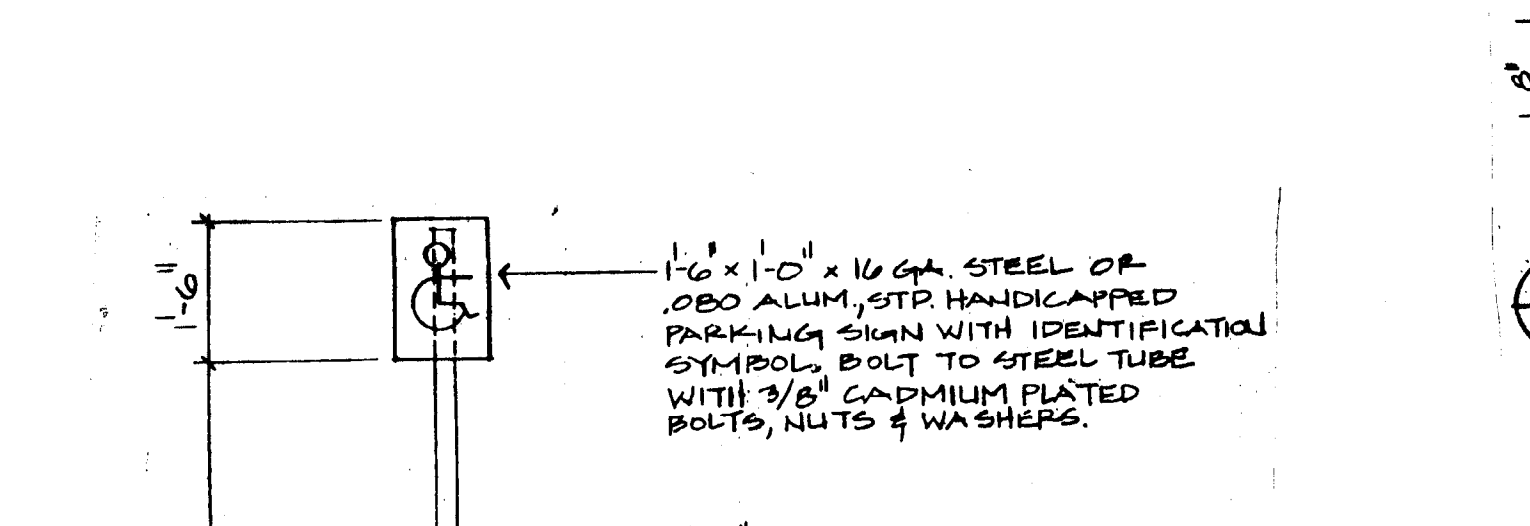 8"
1'-6"
1'-6" x 1'-0" x 16 GA. STEEL OR
.080 ALUM., STD. HANDICAPPED
PARKING SIGN WITH IDENTIFICATION
SYMBOL, BOLT TO STEEL TUBE
WITH 3/8" CADMIUM PLATED
BOLTS, NUTS & WASHERS.